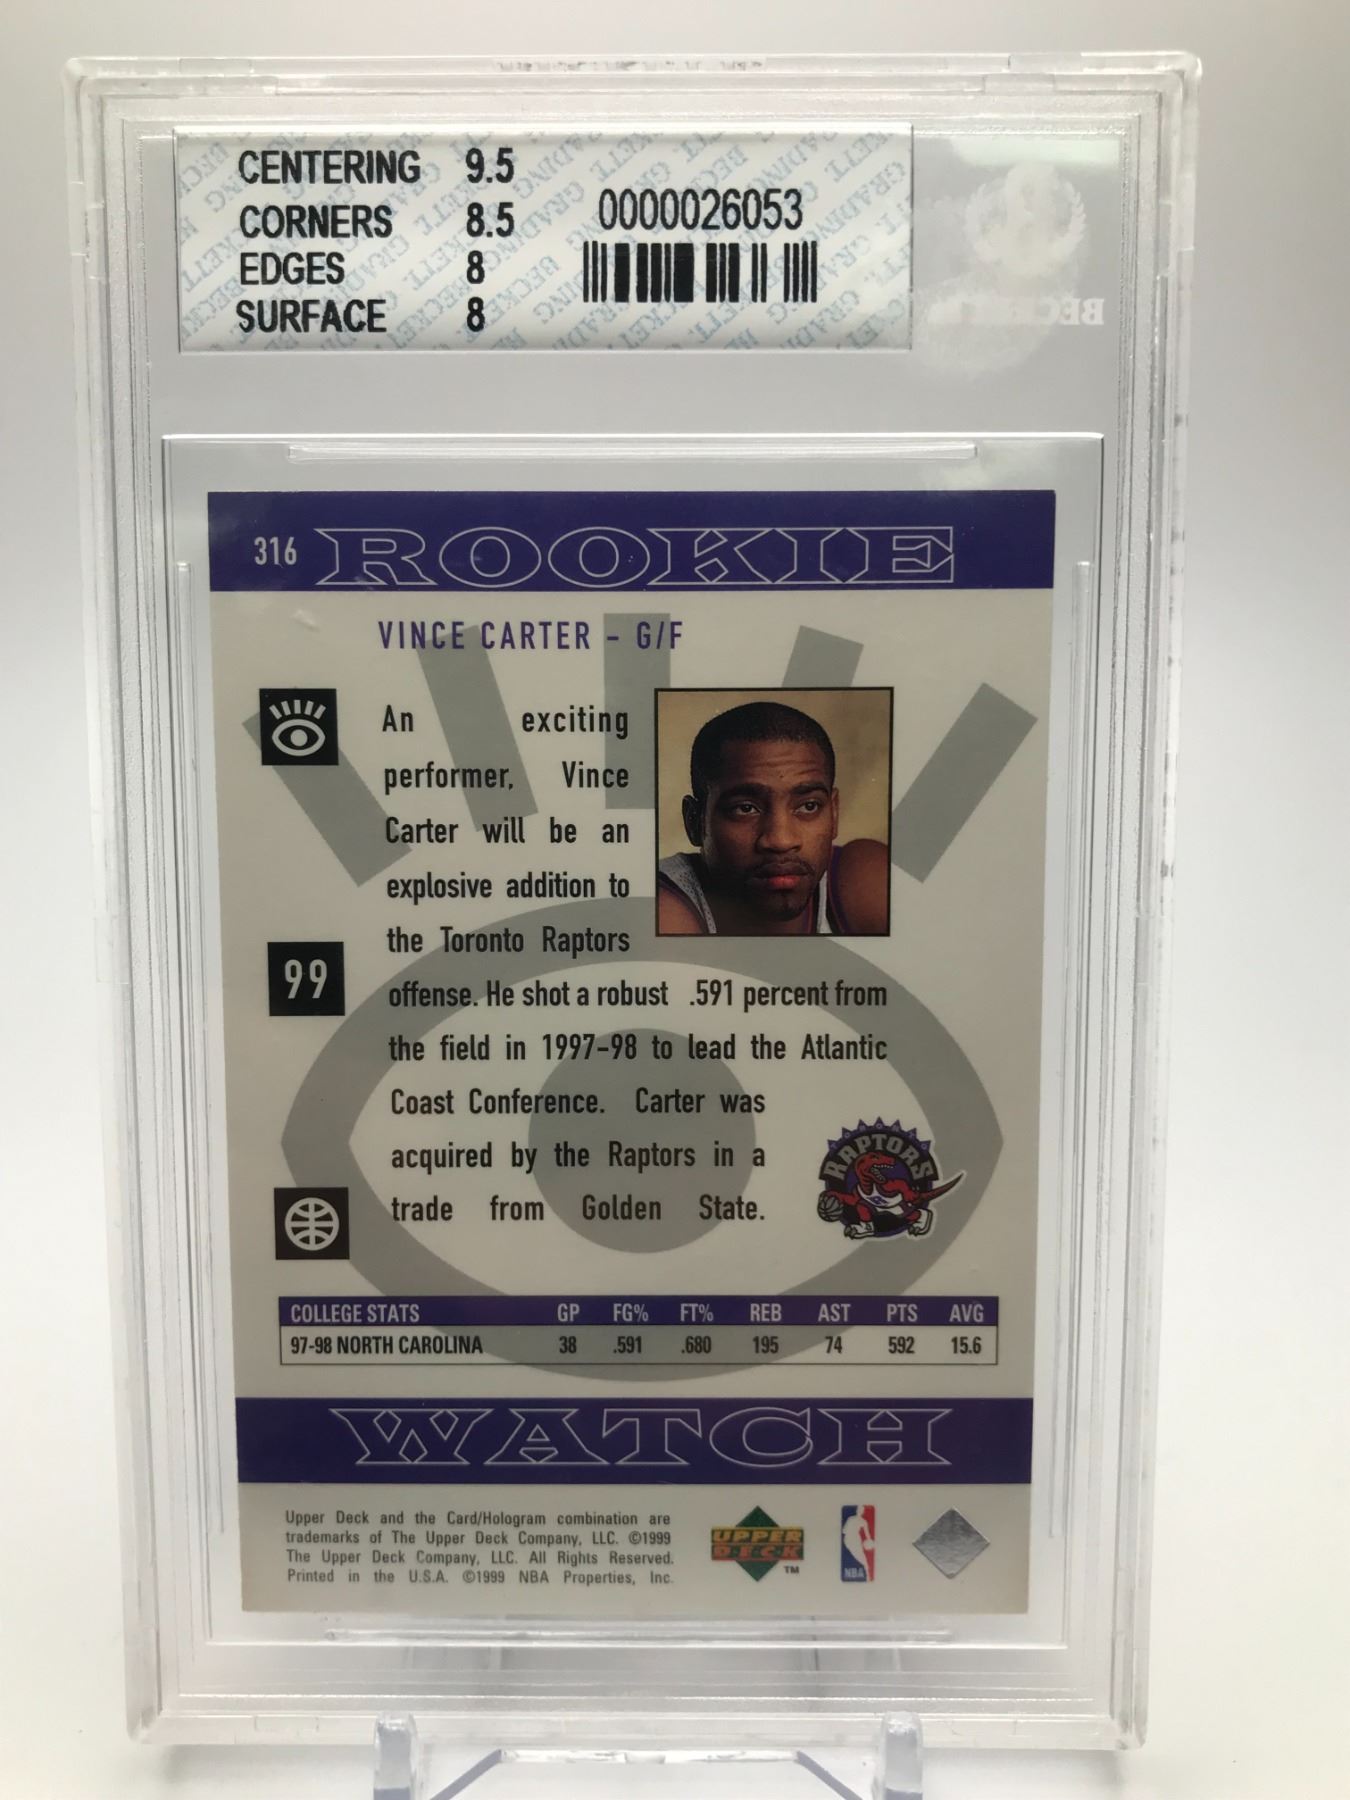 CENTERING 9.5
CORNERS 8.5
EDGES 8
SURFACE 8
0000026053
BECKETT
316 ROOKIE
VINCE CARTER – G/F
An exciting
performer, Vince
Carter will be an
explosive addition to
the Toronto Raptors
offense. He shot a robust .591 percent from
the field in 1997-98 to lead the Atlantic
Coast Conference. Carter was
acquired by the Raptors in a
trade from Golden State.
99
TORONTO
RAPTORS
COLLEGE STATS GP FG% FT% REB AST PTS AVG
97-98 NORTH CAROLINA 38 .591 .680 195 74 592 15.6
WATCH
Upper Deck and the Card/Hologram combination are
trademarks of The Upper Deck Company, LLC. ©1999
The Upper Deck Company, LLC. All Rights Reserved.
Printed in the U.S.A. ©1999 NBA Properties, Inc.
UPPER
DECK
TM
NBA